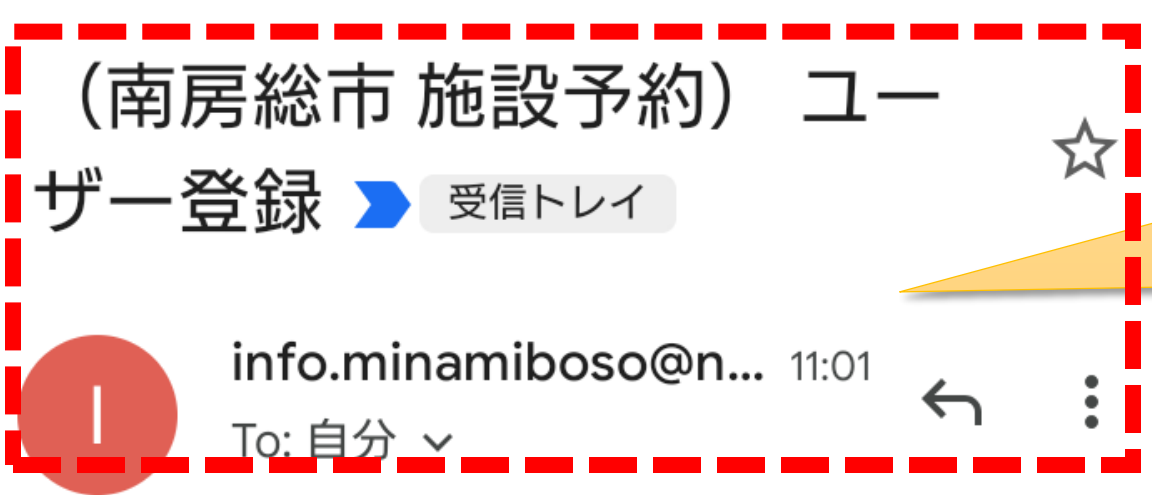 （南房総市 施設予約） ユー
ザー登録 受信トレイ
I
info.minamiboso@n... 11:01
To: 自分